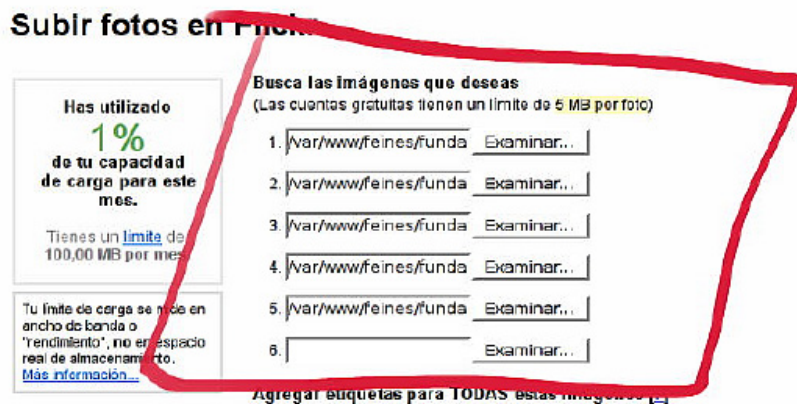 Subir fotos en Flickr
Has utilizado
1%
de tu capacidad
de carga para este
mes.
Tienes un límite de
100,00 MB por mes
Tu límite de carga se mide en
ancho de banda o
"rendimiento", no en espacio
real de almacenamiento.
Más información...
Busca las imágenes que deseas
(Las cuentas gratuitas tienen un límite de 5 MB por foto)
1. /var/www/feines/funda Examinar...
2. /var/www/feines/funda Examinar...
3. /var/www/feines/funda Examinar...
4. /var/www/feines/funda Examinar...
5. /var/www/feines/funda Examinar...
6. Examinar...
Agregar etiquetas para TODAS estas imágenes [?]